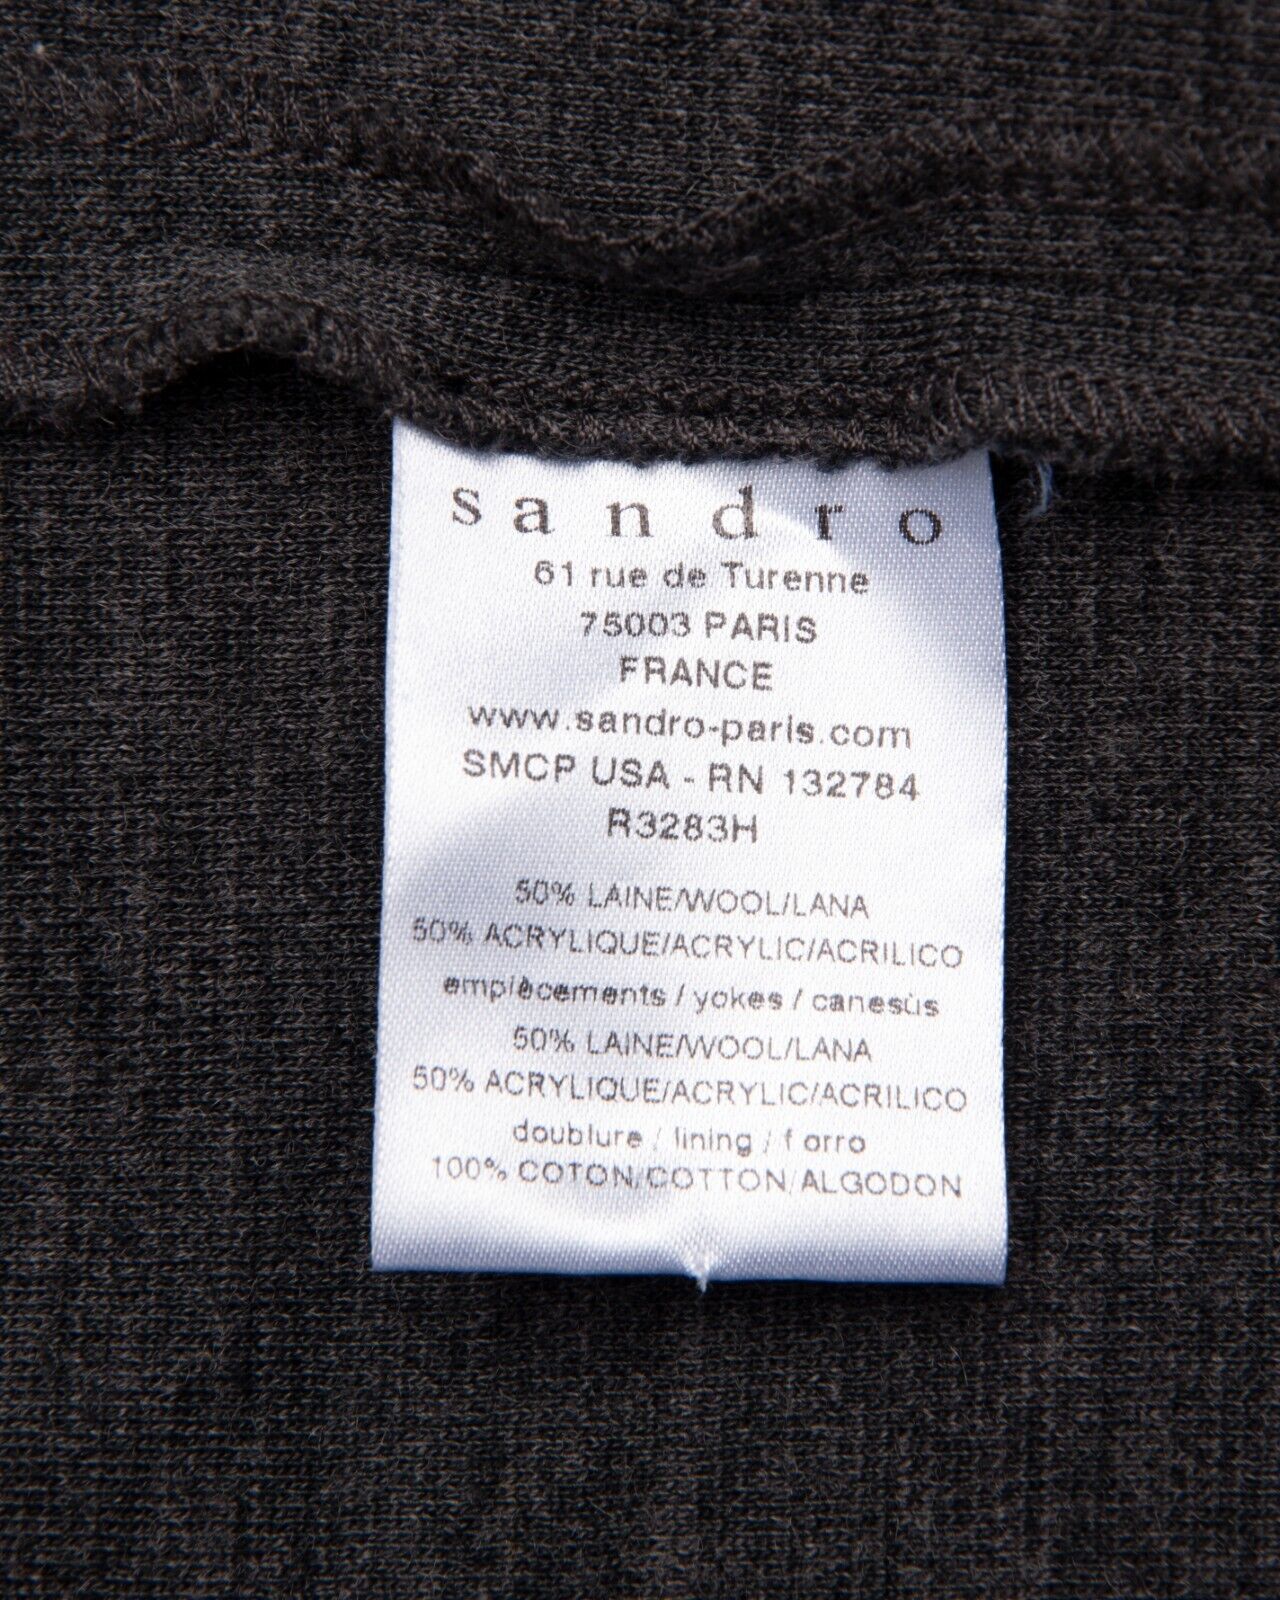 sandro
61 rue de Turenne
75003 PARIS
FRANCE
www.sandro-paris.com
SMCP USA - RN 132784
R3283H
50% LAINE/WOOL/LANA
50% ACRYLIQUE/ACRYLIC/ACRILICO
empiècements / yokes / canesùs
50% LAINE/WOOL/LANA
50% ACRYLIQUE/ACRYLIC/ACRILICO
doublure / lining / forro
100% COTON/COTTON/ALGODON